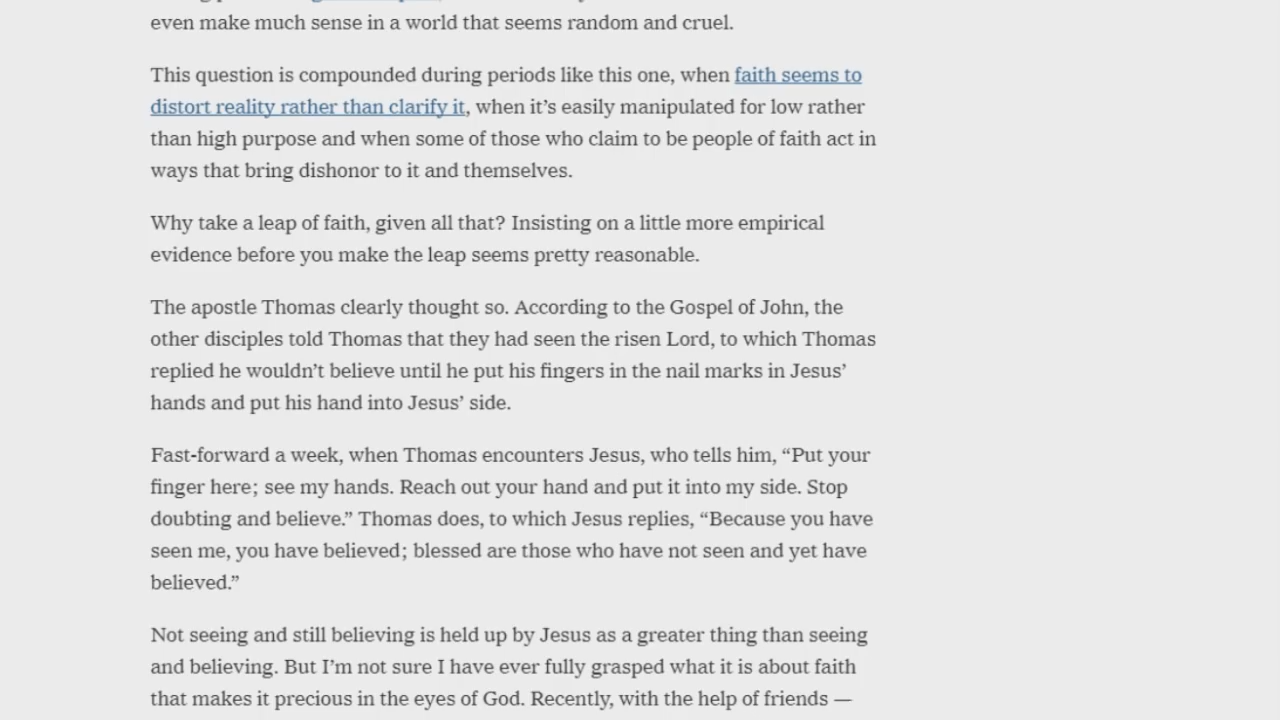 even make much sense in a world that seems random and cruel.
This question is compounded during periods like this one, when faith seems to
distort reality rather than clarify it, when it’s easily manipulated for low rather
than high purpose and when some of those who claim to be people of faith act in
ways that bring dishonor to it and themselves.
Why take a leap of faith, given all that? Insisting on a little more empirical
evidence before you make the leap seems pretty reasonable.
The apostle Thomas clearly thought so. According to the Gospel of John, the
other disciples told Thomas that they had seen the risen Lord, to which Thomas
replied he wouldn’t believe until he put his fingers in the nail marks in Jesus’
hands and put his hand into Jesus’ side.
Fast-forward a week, when Thomas encounters Jesus, who tells him, “Put your
finger here; see my hands. Reach out your hand and put it into my side. Stop
doubting and believe.” Thomas does, to which Jesus replies, “Because you have
seen me, you have believed; blessed are those who have not seen and yet have
believed.”
Not seeing and still believing is held up by Jesus as a greater thing than seeing
and believing. But I’m not sure I have ever fully grasped what it is about faith
that makes it precious in the eyes of God. Recently, with the help of friends —